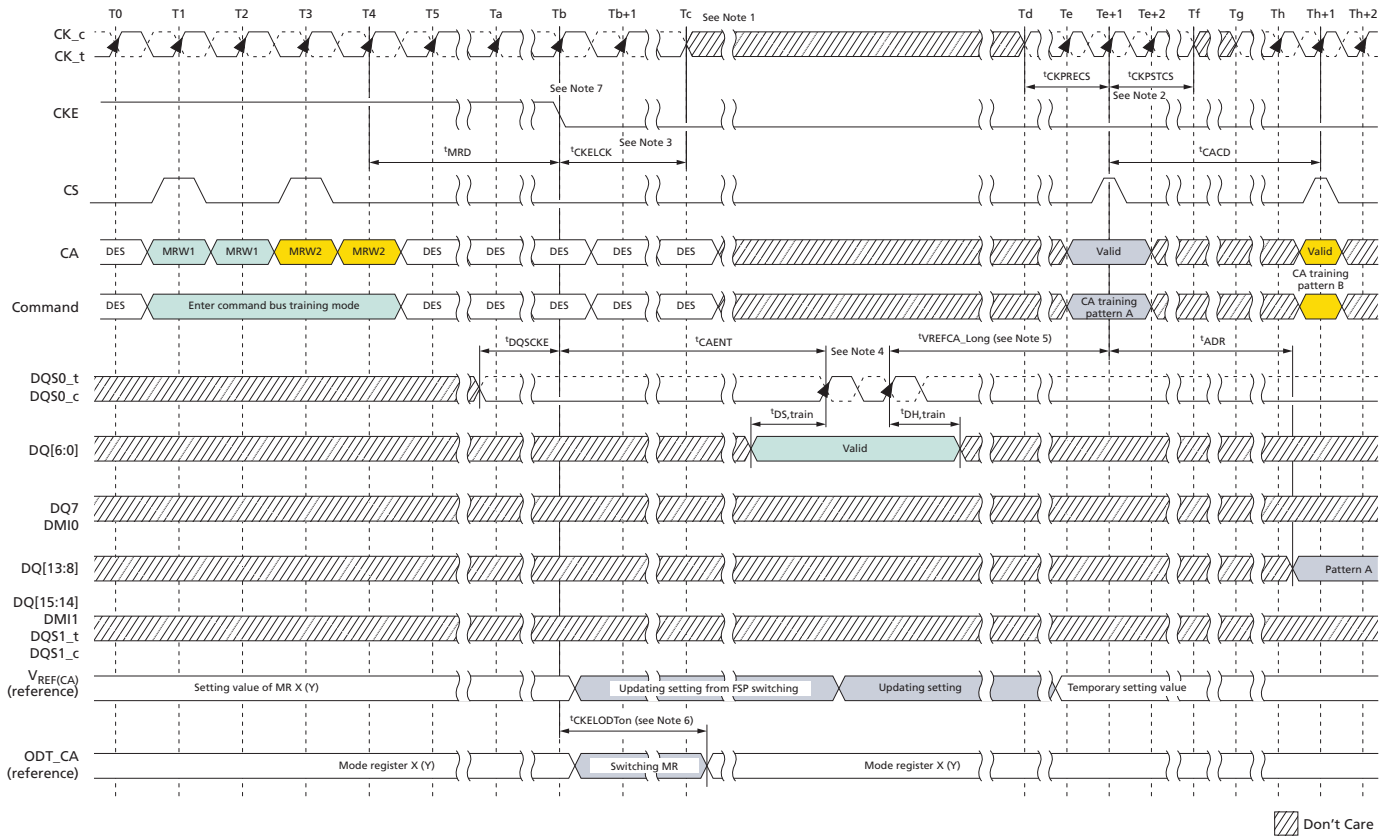 T0 T1 T2 T3 T4 T5 Ta Tb Tb+1 Tc See Note 1 Td Te Te+1 Te+2 Tf Tg Th Th+1 Th+2
CK_c
CK_t
tCKPRECS tCKPSTCS
See Note 7 See Note 2
CKE
See Note 3
tMRD tCKELCK tCACD
CS
CA DES MRW1 MRW1 MRW2 MRW2 DES DES DES DES DES Valid Valid
CA training
pattern B
Command DES Enter command bus training mode DES DES DES DES DES CA training
pattern A
tDQSCKE tCAENT See Note 4 tVREFCA_Long (see Note 5) tADR
DQS0_t
DQS0_c
tDS,train tDH,train
DQ[6:0] Valid
DQ7
DMI0
DQ[13:8] Pattern A
DQ[15:14]
DMI1
DQS1_t
DQS1_c
VREF(CA)
(reference) Setting value of MR X (Y) Updating setting from FSP switching Updating setting Temporary setting value
tCKELODTon (see Note 6)
ODT_CA
(reference) Mode register X (Y) Switching MR Mode register X (Y)
Don't Care